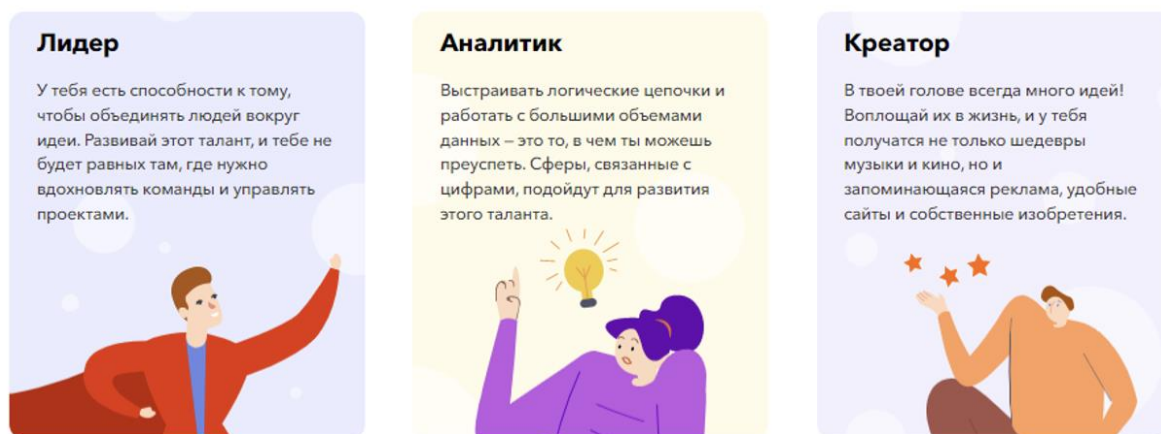 Лидер
У тебя есть способности к тому,
чтобы объединять людей вокруг
идеи. Развивай этот талант, и тебе не
будет равных там, где нужно
вдохновлять команды и управлять
проектами.
Аналитик
Выстраивать логические цепочки и
работать с большими объемами
данных – это то, в чем ты можешь
преуспеть. Сферы, связанные с
цифрами, подойдут для развития
этого таланта.
Креатор
В твоей голове всегда много идей!
Воплощай их в жизнь, и у тебя
получатся не только шедевры
музыки и кино, но и
запоминающаяся реклама, удобные
сайты и собственные изобретения.